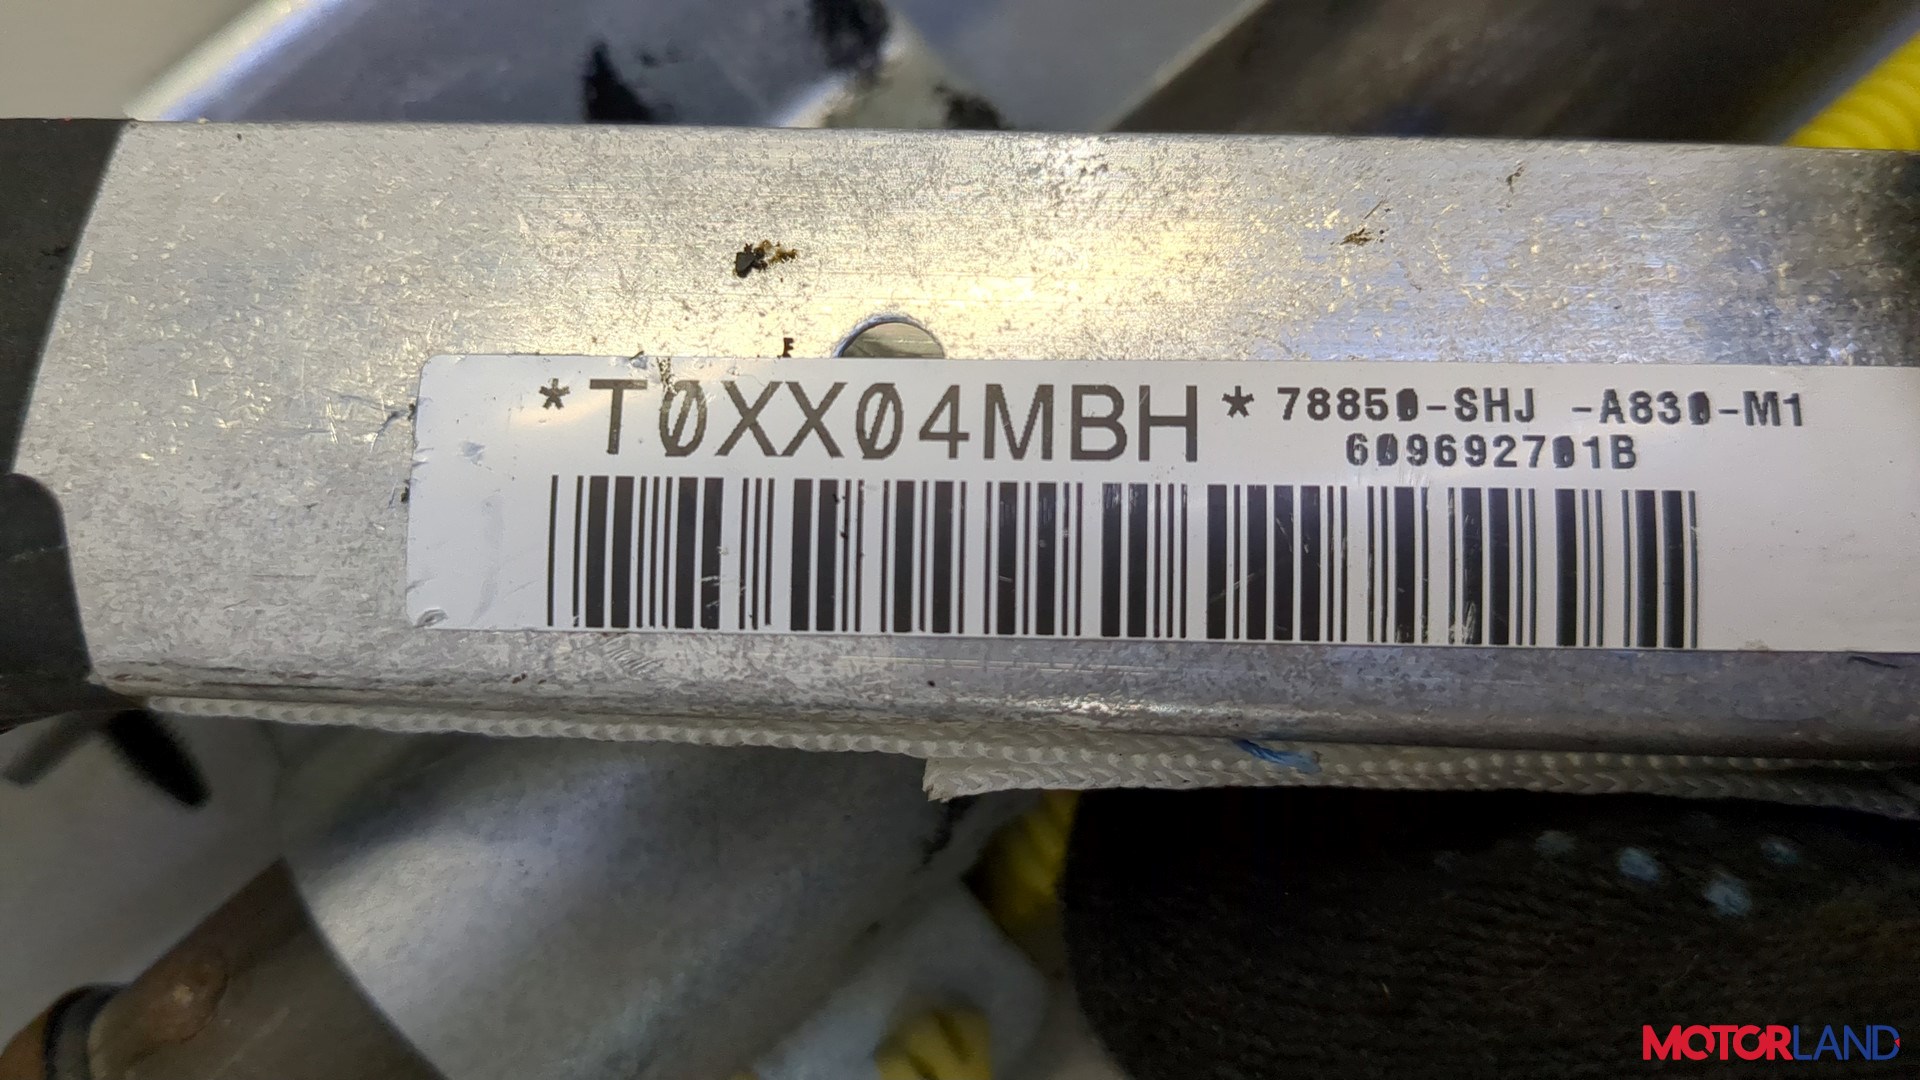 *T0XX04MBH* 78850-SHJ -A830-M1
609692701B
MOTORLAND